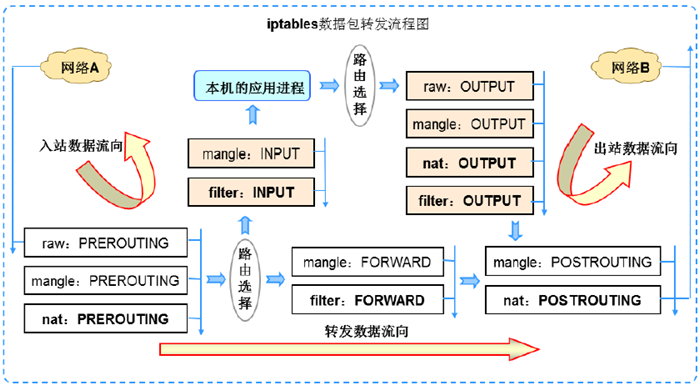 iptables数据包转发流程图
网络A
网络B
本机的应用进程
路由选择
raw：OUTPUT
mangle：OUTPUT
nat：OUTPUT
filter：OUTPUT
入站数据流向
出站数据流向
mangle：INPUT
filter：INPUT
raw：PREROUTING
mangle：PREROUTING
nat：PREROUTING
路由选择
mangle：FORWARD
filter：FORWARD
mangle：POSTROUTING
nat：POSTROUTING
转发数据流向